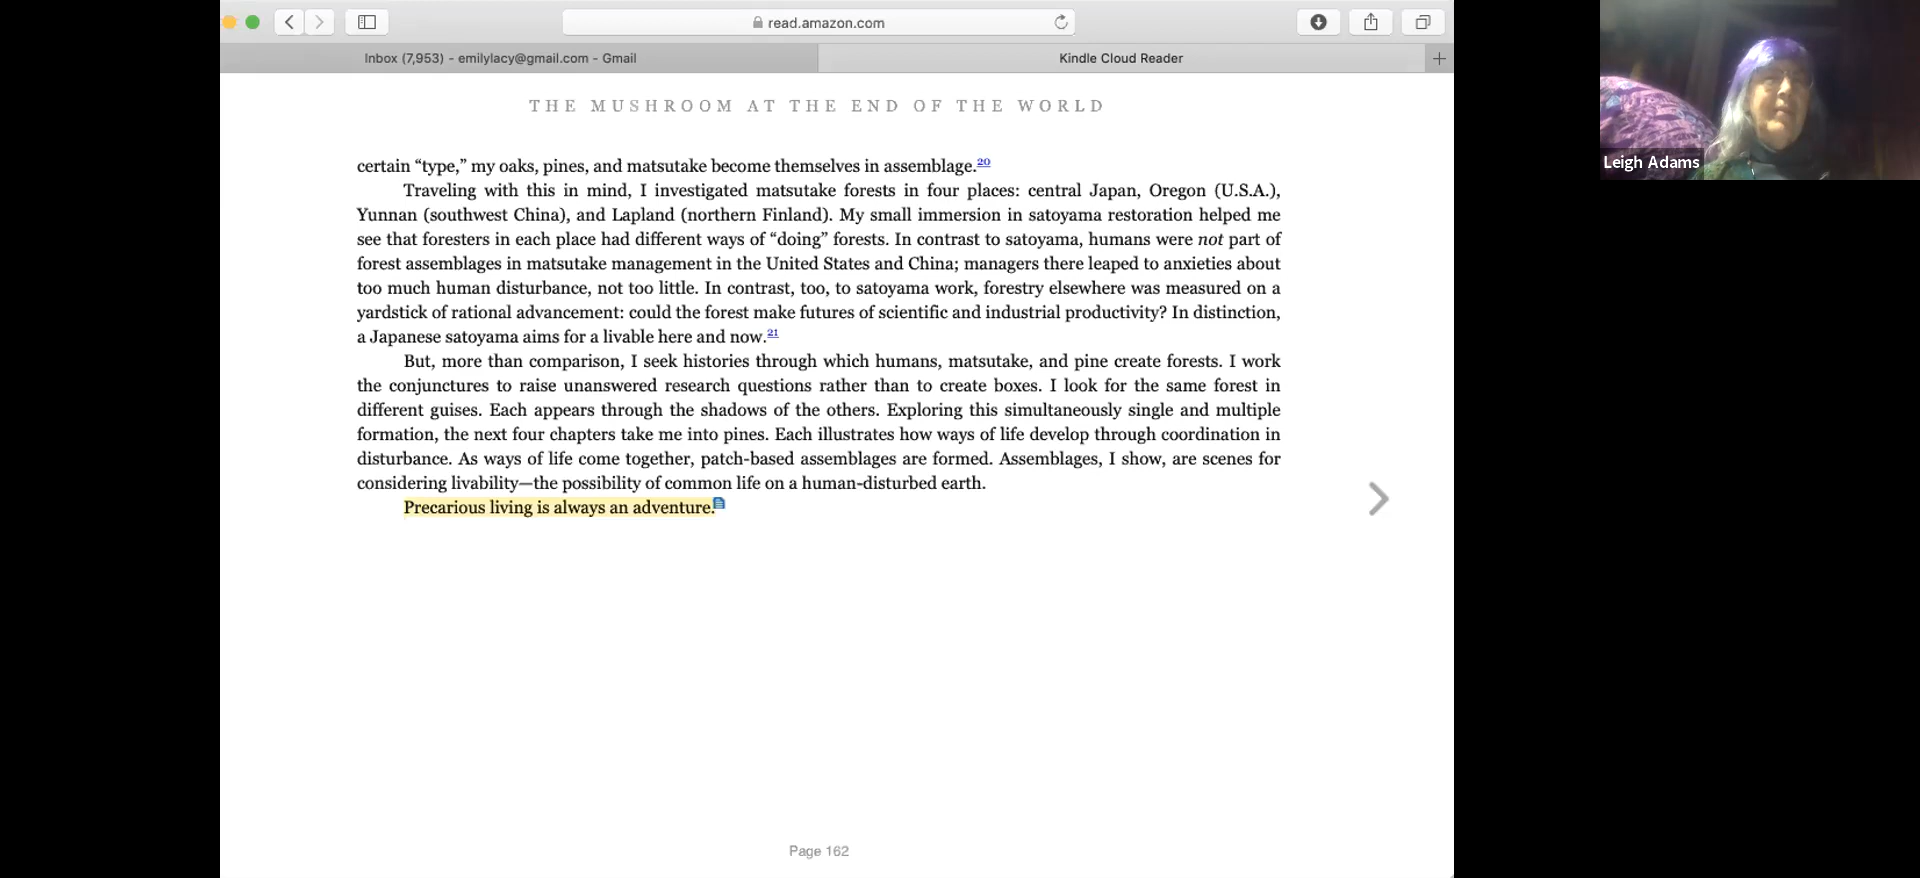 read.amazon.com
Inbox (7,953) - emilylacy@gmail.com - Gmail
Kindle Cloud Reader
THE MUSHROOM AT THE END OF THE WORLD
Leigh Adams
certain “type,” my oaks, pines, and matsutake become themselves in assemblage.20
Traveling with this in mind, I investigated matsutake forests in four places: central Japan, Oregon (U.S.A.),
Yunnan (southwest China), and Lapland (northern Finland). My small immersion in satoyama restoration helped me
see that foresters in each place had different ways of “doing” forests. In contrast to satoyama, humans were not part of
forest assemblages in matsutake management in the United States and China; managers there leaped to anxieties about
too much human disturbance, not too little. In contrast, too, to satoyama work, forestry elsewhere was measured on a
yardstick of rational advancement: could the forest make futures of scientific and industrial productivity? In distinction,
a Japanese satoyama aims for a livable here and now.21
But, more than comparison, I seek histories through which humans, matsutake, and pine create forests. I work
the conjunctures to raise unanswered research questions rather than to create boxes. I look for the same forest in
different guises. Each appears through the shadows of the others. Exploring this simultaneously single and multiple
formation, the next four chapters take me into pines. Each illustrates how ways of life develop through coordination in
disturbance. As ways of life come together, patch-based assemblages are formed. Assemblages, I show, are scenes for
considering livability—the possibility of common life on a human-disturbed earth.
Precarious living is always an adventure.
Page 162